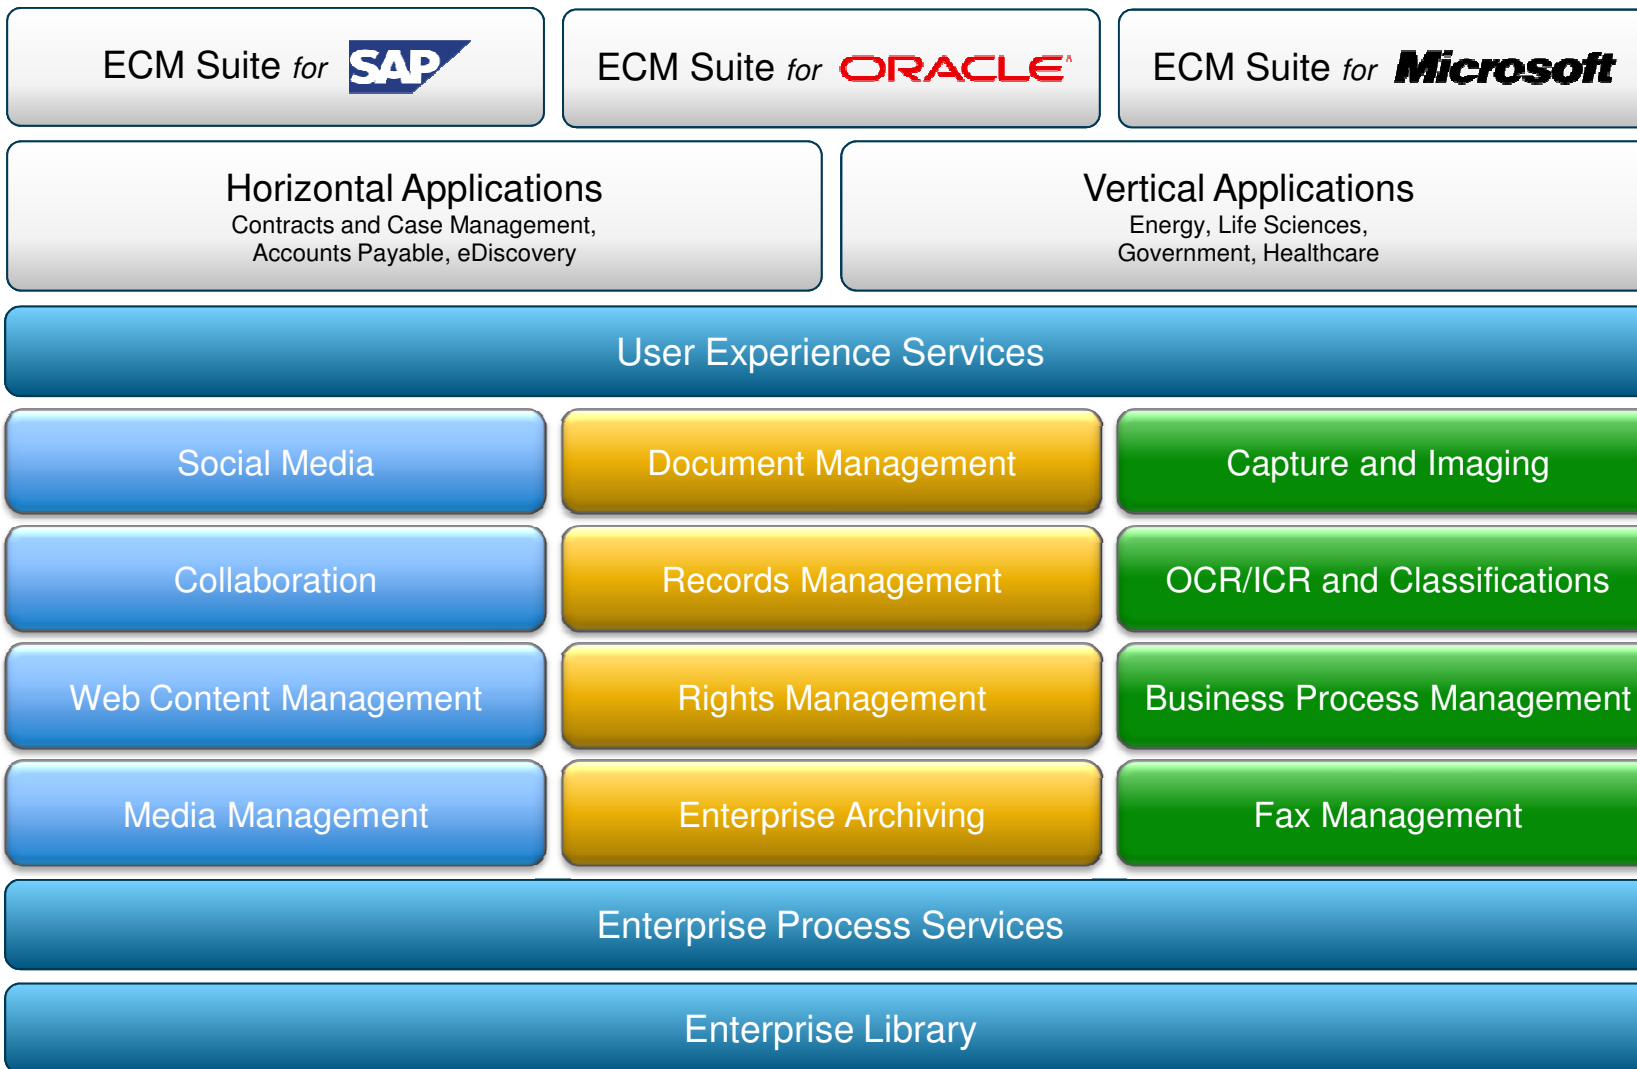 ECM Suite for SAP
ECM Suite for ORACLE
ECM Suite for Microsoft
Horizontal Applications
Contracts and Case Management,
Accounts Payable, eDiscovery
Vertical Applications
Energy, Life Sciences,
Government, Healthcare
User Experience Services
Social Media
Document Management
Capture and Imaging
Collaboration
Records Management
OCR/ICR and Classifications
Web Content Management
Rights Management
Business Process Management
Media Management
Enterprise Archiving
Fax Management
Enterprise Process Services
Enterprise Library